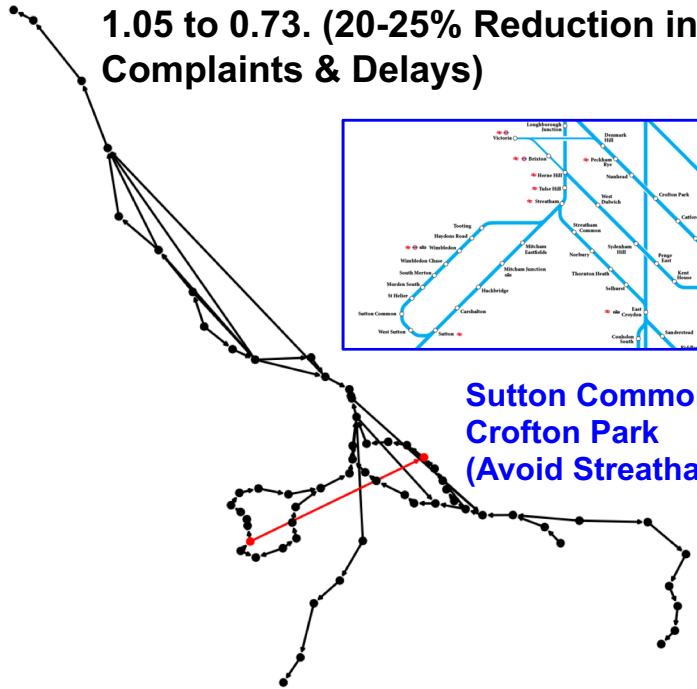 1.05 to 0.73. (20-25% Reduction in
Complaints & Delays)
Loughborough
Junction
Victoria
Denmark
Hill
Brixton
Peckham
Rye
Herne Hill
Nunhead
Tulse Hill
West
Dulwich
Crofton Park
Streatham
Catfor
Tooting
Streatham
Common
Haydons Road
Wimbledon
Mitcham
Eastfields
Sydenham
Hill
Norbury
Penge
East
Wimbledon Chase
South Merton
Mitcham Junction
Thornton Heath
Kent
House
Morden South
Selhurst
St Helier
Hackbridge
East
Croydon
Sutton Common
Carshalton
West Sutton
Sutton
Coulsdon
South
Sanderstead
Sutton Commo
Crofton Park
(Avoid Streatha